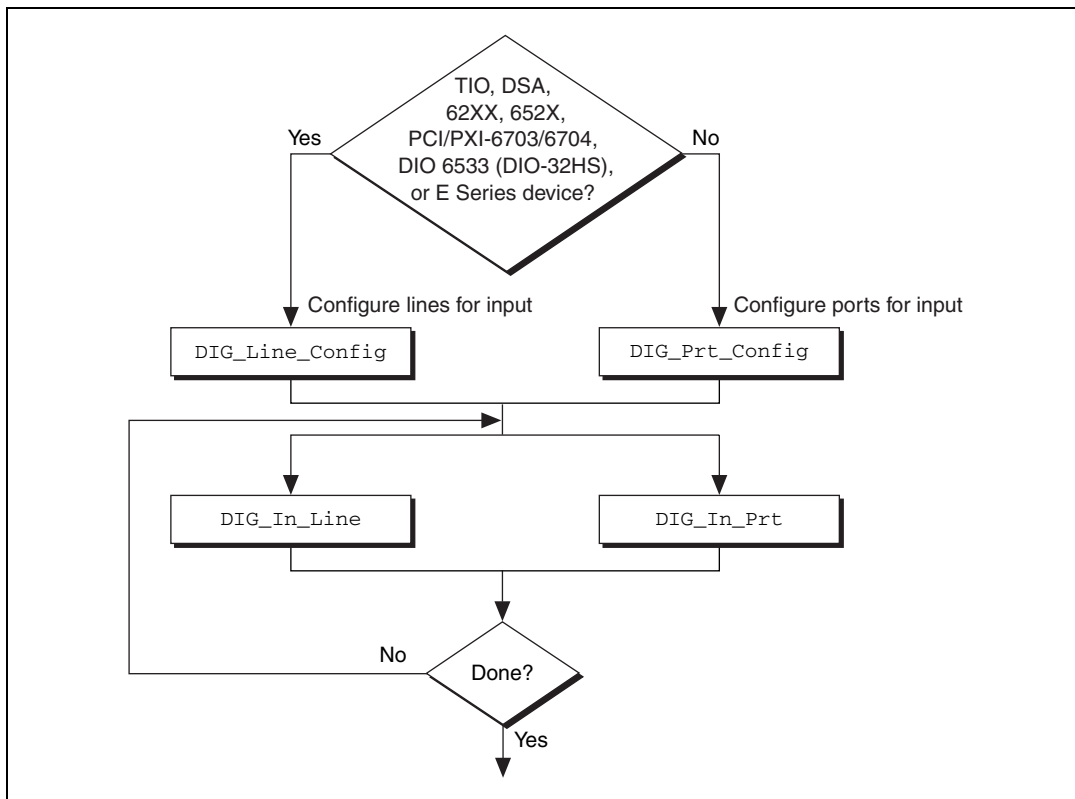 TIO, DSA,
62XX, 652X,
PCI/PXI-6703/6704,
DIO 6533 (DIO-32HS),
or E Series device?
Yes
No
Configure lines for input
Configure ports for input
DIG_Line_Config
DIG_Prt_Config
DIG_In_Line
DIG_In_Prt
No
Done?
Yes